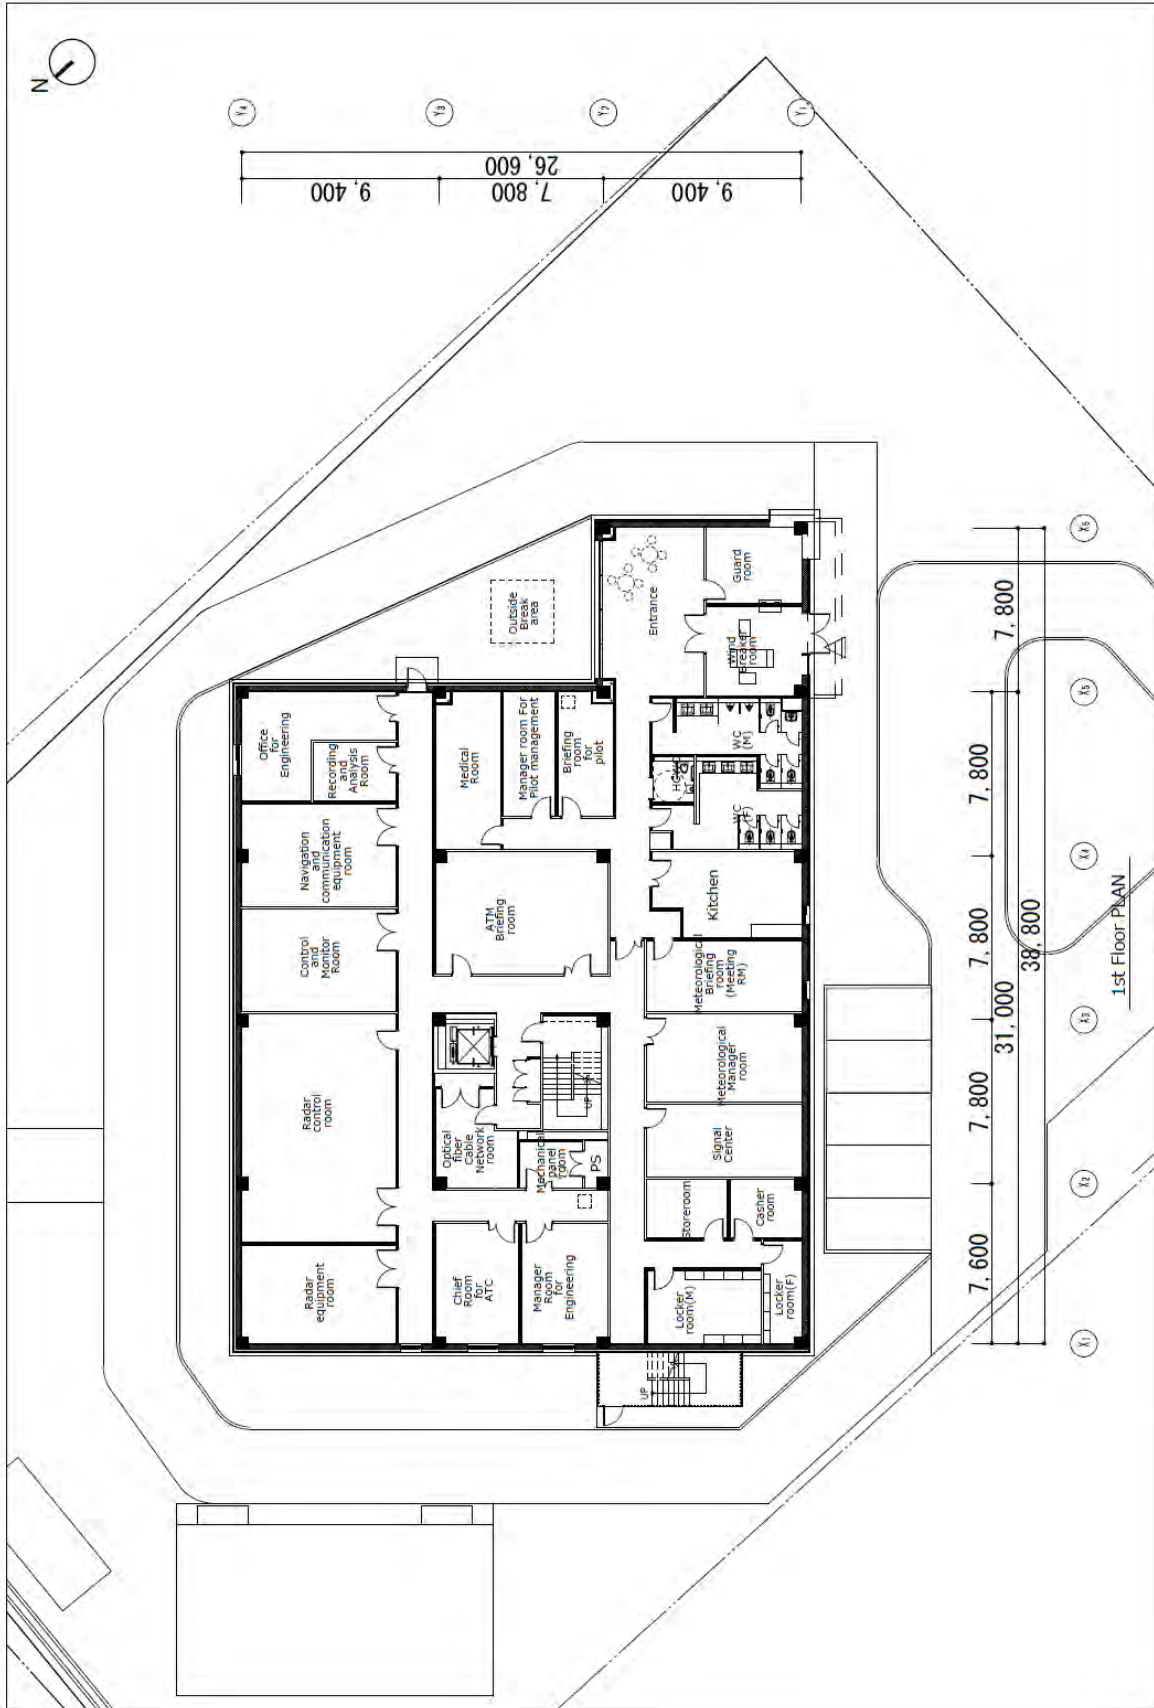 N
Y4
Y3
Y2
Y1
26,600
9,400
7,800
9,400
Office
for
Engineering
Recording
and
Analysis
Room
Navigation
and
communication
equipment
room
Control
and
Monitor
Room
Radar
control
room
Radar
equipment
room
Medical
Room
Manager room For
Pilot management
Briefing
room
for
pilot
Outside
Break
area
Entrance
Guard
room
Wind
Breaker
room
WC
(M)
HCWC
WC
(F)
ATM
Briefing
room
Kitchen
Meteorological
Briefing
room
(Meeting
RM)
Meteorological
Manager
room
Signal
Center
Storeroom
Casher
room
Locker
room(M)
Locker
room(F)
Optical
fiber
Cable
Network
room
Mechanical
panel
room
PS
UP
Chief
Room
for
ATC
Manager
Room
for
Engineering
UP
7,600
7,800
7,800
7,800
7,800
31,000
38,800
X1
X2
X3
X4
X5
X6
1st Floor PLAN